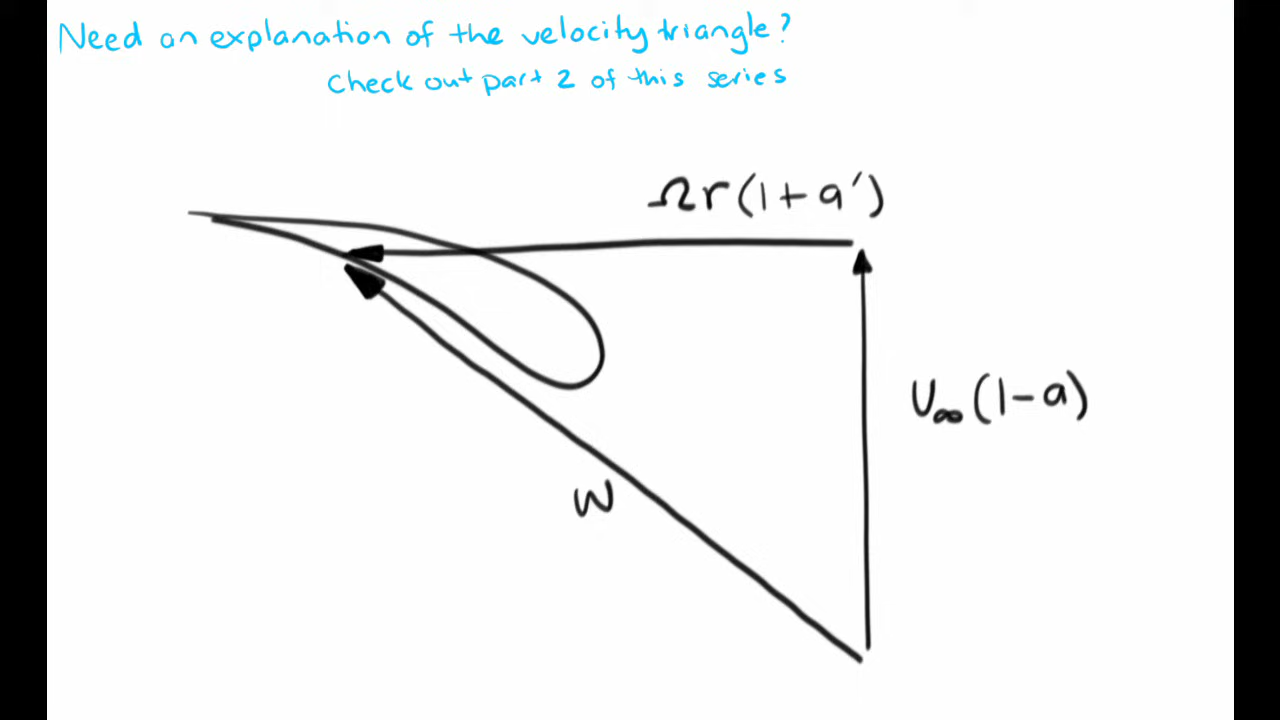 Need an explanation of the velocity triangle?
Check out part 2 of this series
Ωr(1+a′)
U∞(1-a)
W